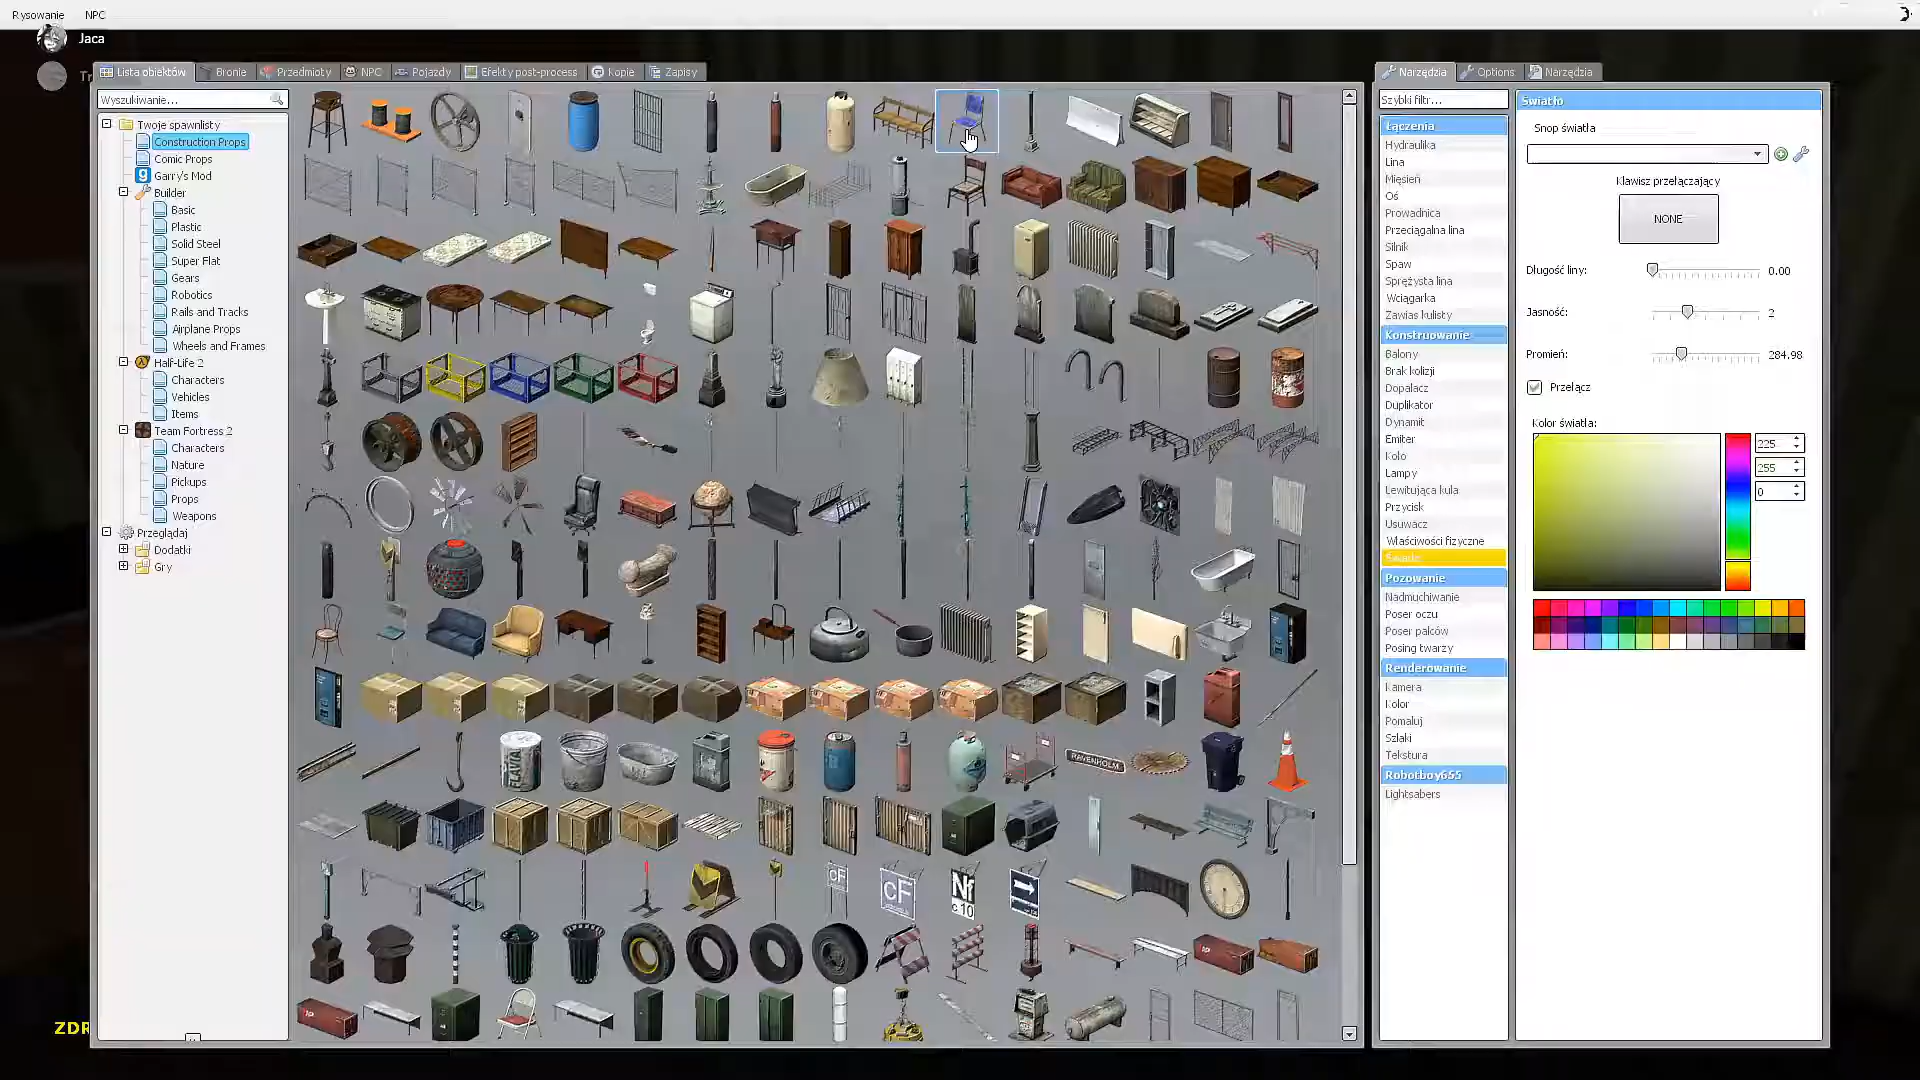 Rysowanie NPC
Jaca
Lista obiektów Bronie Przedmioty NPC Pojazdy Efekty post-process Kopie Zapisy
Narzędzia Options Narzędzia
Wyszukiwanie...
Twoje spawnlisty
Construction Props
Comic Props
Garry's Mod
Builder
Basic
Plastic
Solid Steel
Super Flat
Gears
Robotics
Rails and Tracks
Airplane Props
Wheels and Frames
Half-Life 2
Characters
Vehicles
Items
Team Fortress 2
Characters
Nature
Pickups
Props
Weapons
Przeglądaj
Dodatki
Gry
RAVENHOLM
cF
cF
Nf
c10
Szybki filtr...
Łączenia
Hydraulika
Lina
Mięsień
Oś
Prowadnica
Przeciągalna lina
Silnik
Spaw
Sprężysta lina
Wciągarka
Zawias kulisty
Konstruowanie
Balony
Brak kolizji
Dopalacz
Duplikator
Dynamit
Emiter
Koło
Lampy
Lewitująca kula
Przycisk
Usuwacz
Właściwości fizyczne
Światło
Pozowanie
Nadmuchiwanie
Poser oczu
Poser palców
Posing twarzy
Renderowanie
Kamera
Kolor
Pomaluj
Szlaki
Tekstura
Robotboy655
Lightsabers
Światło
Snop światła
Klawisz przełączający
NONE
Długość liny: 0.00
Jasność: 2
Promień: 284.98
Przełącz
Kolor światła:
225
255
0